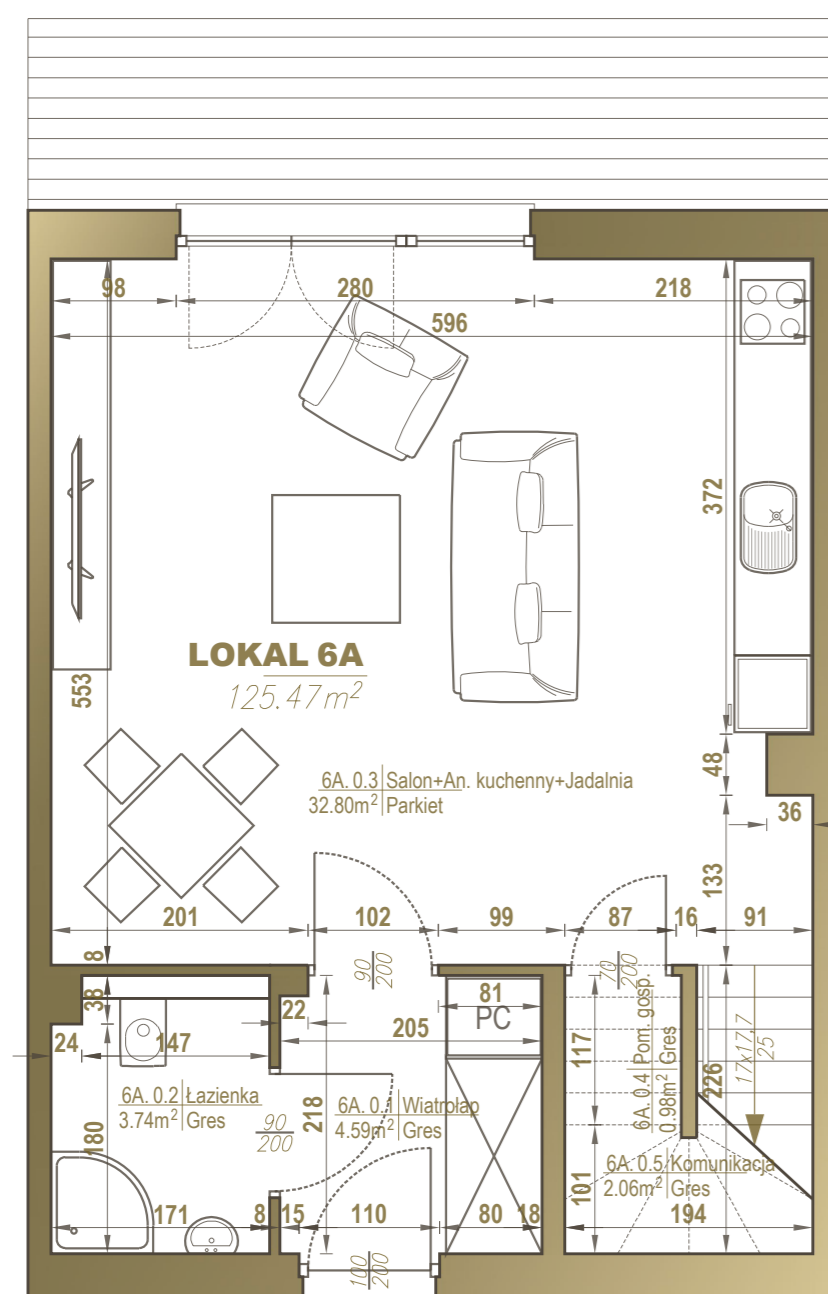 98 280 218
596
372
LOKAL 6A
125.47m²
553
48
6A. 0.3 Salon+An. kuchenny+Jadalnia
32.80m² Parkiet
36
133
201 102 99 87 16 91
8
90
200
70
200
38
22
81
PC
205
24 147
117
6A. 0.4 Pom. gosp.
0.98m² Gres
17x17,7
25
226
6A. 0.2 Łazienka
3.74m² Gres
90
200
218
6A. 0.1 Wiatrołap
4.59m² Gres
180
101
6A. 0.5 Komunikacja
2.06m² Gres
171 8 15 110 80 18 194
100
200